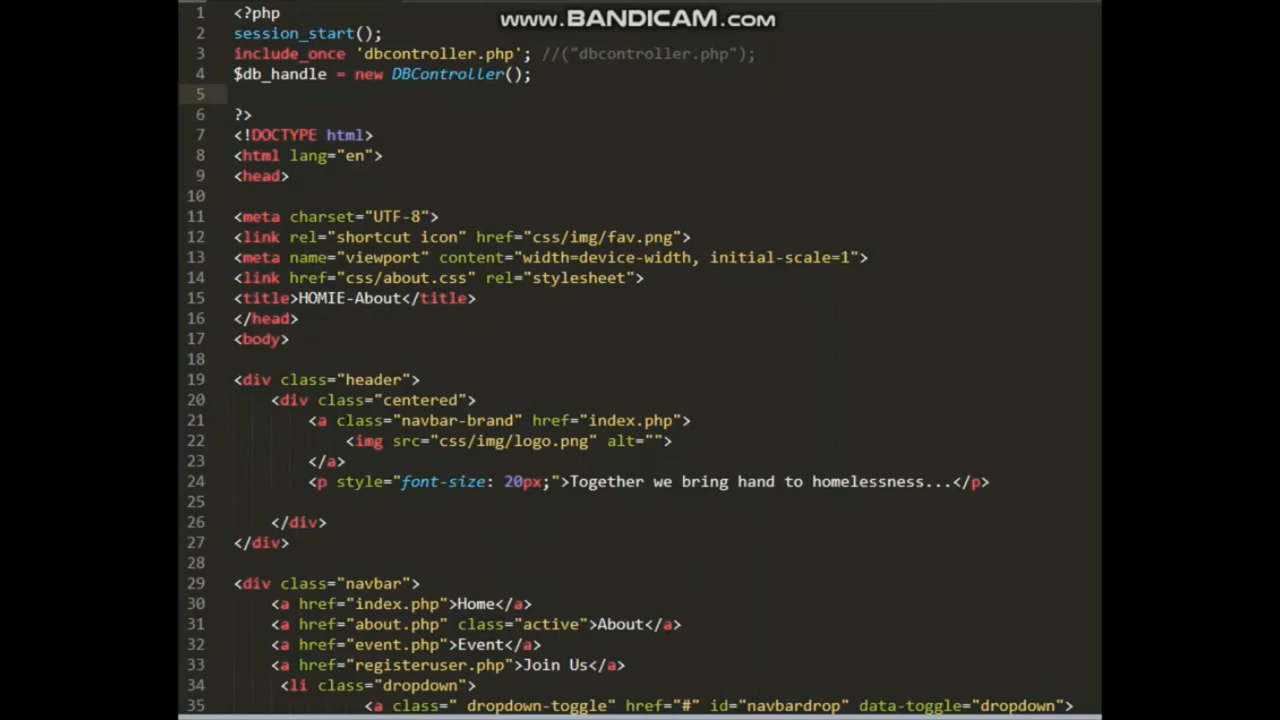 www.BANDICAM.com
1 <?php
2 session_start();
3 include_once 'dbcontroller.php'; //("dbcontroller.php");
4 $db_handle = new DBController();
5
6 ?>
7 <!DOCTYPE html>
8 <html lang="en">
9 <head>
10
11 <meta charset="UTF-8">
12 <link rel="shortcut icon" href="css/img/fav.png">
13 <meta name="viewport" content="width=device-width, initial-scale=1">
14 <link href="css/about.css" rel="stylesheet">
15 <title>HOMIE-About</title>
16 </head>
17 <body>
18
19 <div class="header">
20 <div class="centered">
21 <a class="navbar-brand" href="index.php">
22 <img src="css/img/logo.png" alt="">
23 </a>
24 <p style="font-size: 20px;">Together we bring hand to homelessness...</p>
25
26 </div>
27 </div>
28
29 <div class="navbar">
30 <a href="index.php">Home</a>
31 <a href="about.php" class="active">About</a>
32 <a href="event.php">Event</a>
33 <a href="registeruser.php">Join Us</a>
34 <li class="dropdown">
35 <a class=" dropdown-toggle" href="#" id="navbardrop" data-toggle="dropdown">